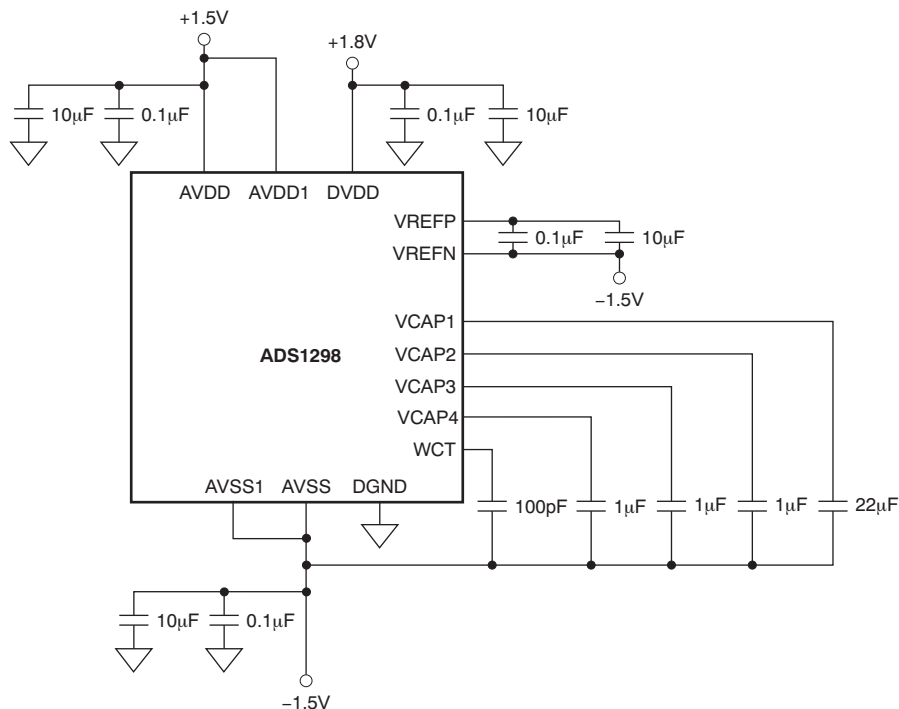 +1.5V
+1.8V
10μF
0.1μF
0.1μF
10μF
AVDD
AVDD1
DVDD
VREFP
0.1μF
10μF
VREFN
−1.5V
VCAP1
ADS1298
VCAP2
VCAP3
VCAP4
WCT
AVSS1
AVSS
DGND
100pF
1μF
1μF
1μF
22μF
10μF
0.1μF
−1.5V